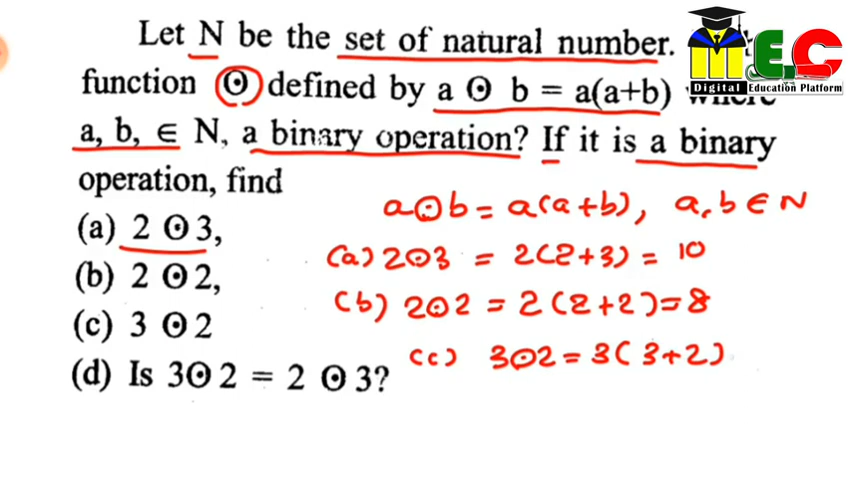 Let N be the set of natural number.
function ⊙ defined by a ⊙ b = a(a+b) where
a, b, ∈ N, a binary operation? If it is a binary
operation, find
(a) 2 ⊙ 3,
(b) 2 ⊙ 2,
(c) 3 ⊙ 2
(d) Is 3⊙ 2 = 2 ⊙ 3?
a⊙b = a(a+b), a,b ∈ N
(a) 2⊙3 = 2(2+3) = 10
(b) 2⊙2 = 2(2+2) = 8
(c) 3⊙2 = 3(3+2)
MEC
Digital Education Platform